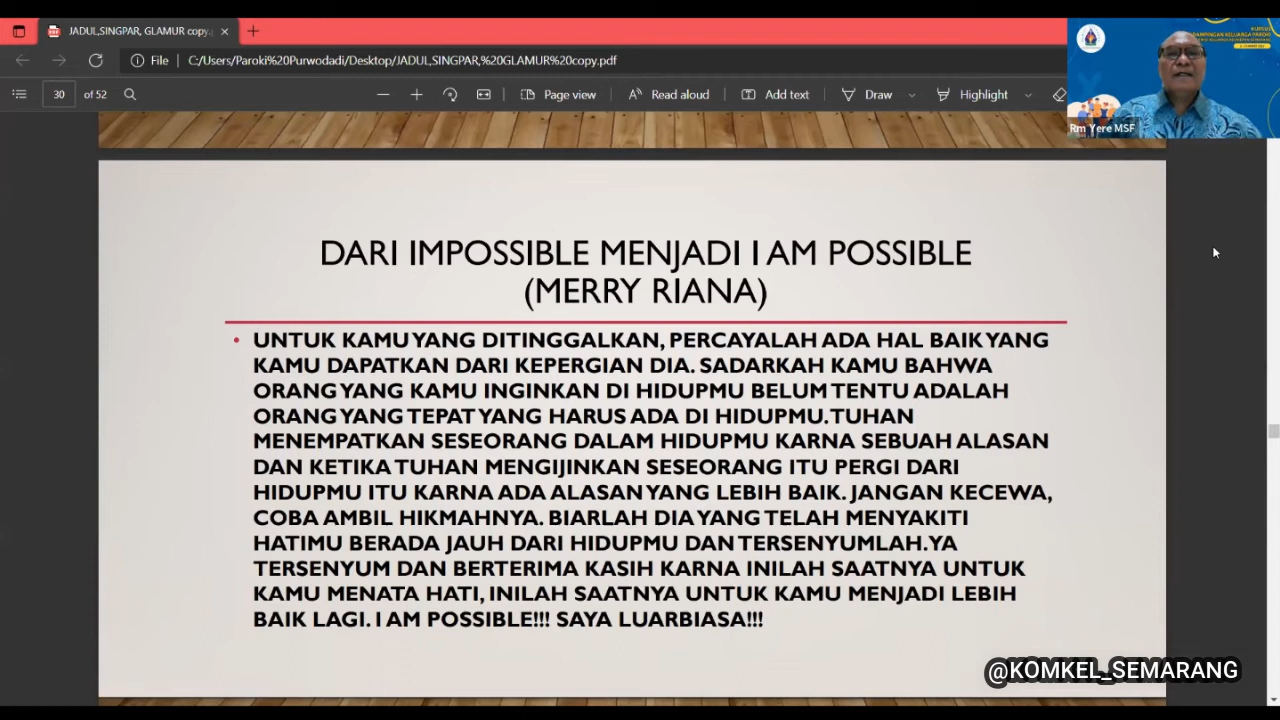 JADUL,SINGPAR, GLAMUR copy.
File
C:/Users/Paroki%20Purwodadi/Desktop/JADUL,SINGPAR,%20GLAMUR%20copy.pdf
30 of 52
Page view
Read aloud
Add text
Draw
Highlight
KELUARGA PAROKI
Rm Yere MSF
DARI IMPOSSIBLE MENJADI I AM POSSIBLE
(MERRY RIANA)
• UNTUK KAMU YANG DITINGGALKAN, PERCAYALAH ADA HAL BAIK YANG
KAMU DAPATKAN DARI KEPERGIAN DIA. SADARKAH KAMU BAHWA
ORANG YANG KAMU INGINKAN DI HIDUPMU BELUM TENTU ADALAH
ORANG YANG TEPAT YANG HARUS ADA DI HIDUPMU. TUHAN
MENEMPATKAN SESEORANG DALAM HIDUPMU KARNA SEBUAH ALASAN
DAN KETIKA TUHAN MENGIJINKAN SESEORANG ITU PERGI DARI
HIDUPMU ITU KARNA ADA ALASAN YANG LEBIH BAIK. JANGAN KECEWA,
COBA AMBIL HIKMAHNYA. BIARLAH DIA YANG TELAH MENYAKITI
HATIMU BERADA JAUH DARI HIDUPMU DAN TERSENYUMLAH. YA
TERSENYUM DAN BERTERIMA KASIH KARNA INILAH SAATNYA UNTUK
KAMU MENATA HATI, INILAH SAATNYA UNTUK KAMU MENJADI LEBIH
BAIK LAGI. I AM POSSIBLE!!! SAYA LUARBIASA!!!
@KOMKEL_SEMARANG